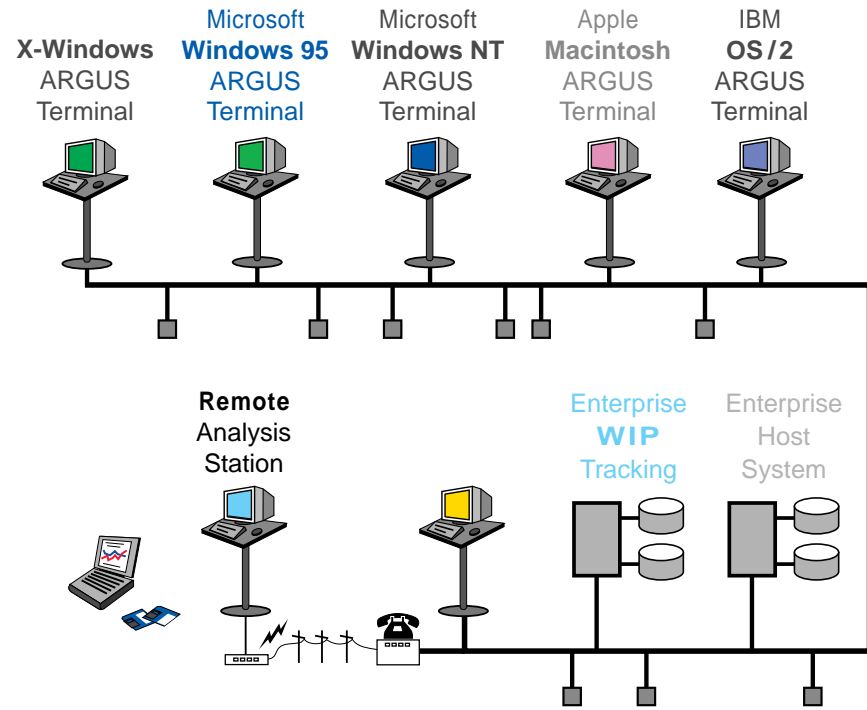 X-Windows
ARGUS
Terminal
Microsoft
Windows 95
ARGUS
Terminal
Microsoft
Windows NT
ARGUS
Terminal
Apple
Macintosh
ARGUS
Terminal
IBM
OS/2
ARGUS
Terminal
Remote
Analysis
Station
Enterprise
WIP
Tracking
Enterprise
Host
System